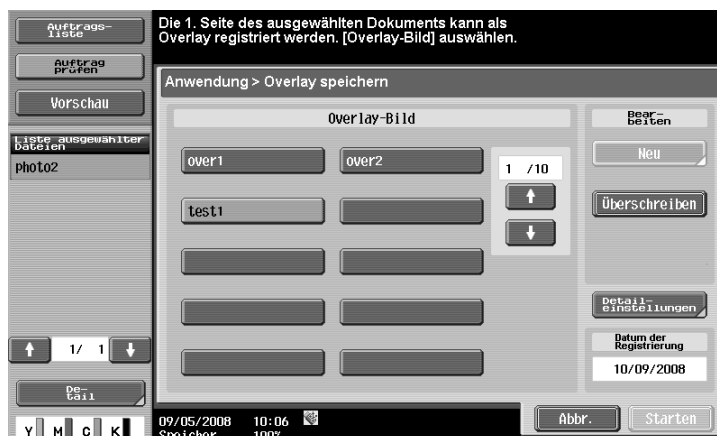 Auftrags-
liste
Auftrag
prüfen
Vorschau
Liste ausgewählter
Dateien
photo2
1/ 1
De-
tail
Y M C K
Die 1. Seite des ausgewählten Dokuments kann als
Overlay registriert werden. [Overlay-Bild] auswählen.
Anwendung > Overlay speichern
Overlay-Bild
over1
over2
test1
1 /10
Bear-
beiten
Neu
Überschreiben
Detail-
einstellungen
Datum der
Registrierung
10/09/2008
09/05/2008 10:06
Speicher 100%
Abbr.
Starten